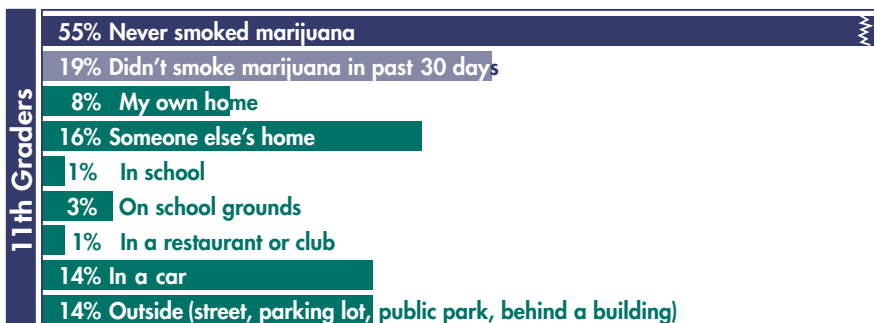 11th Graders
55% Never smoked marijuana
19% Didn't smoke marijuana in past 30 days
8% My own home
16% Someone else's home
1% In school
3% On school grounds
1% In a restaurant or club
14% In a car
14% Outside (street, parking lot, public park, behind a building)